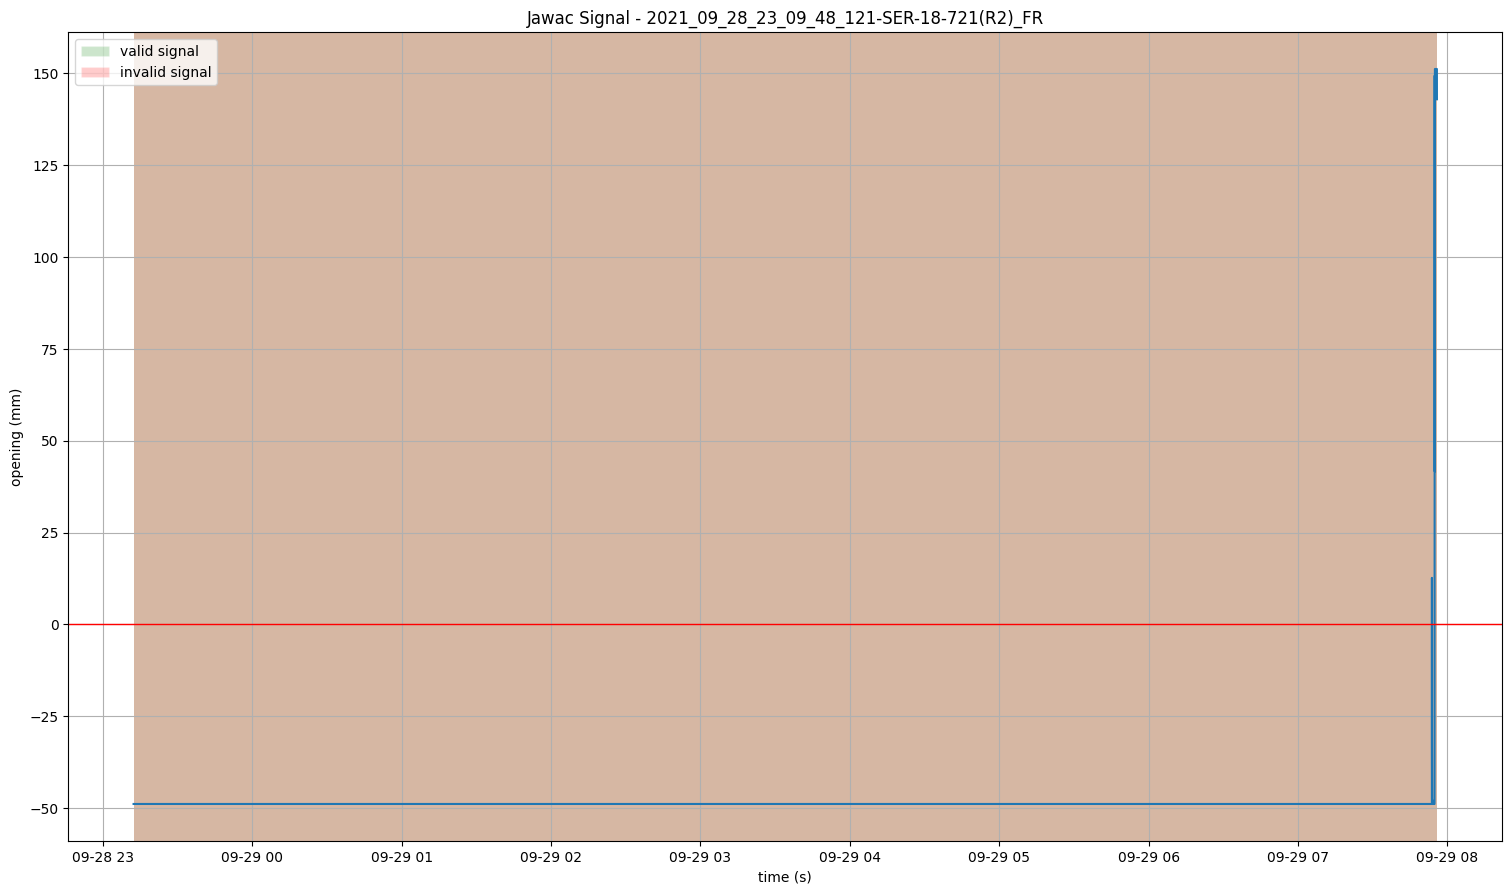 Jawac Signal - 2021_09_28_23_09_48_121-SER-18-721(R2)_FR
valid signal
invalid signal
150
125
100
75
50
25
0
−25
−50
opening (mm)
09-28 23 09-29 00 09-29 01 09-29 02 09-29 03 09-29 04 09-29 05 09-29 06 09-29 07 09-29 08
time (s)